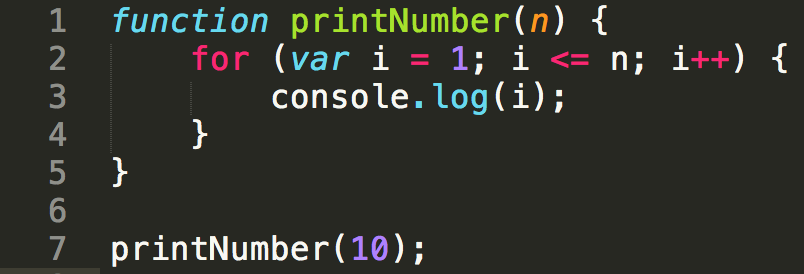 1 function printNumber(n) {
2     for (var i = 1; i <= n; i++) {
3         console.log(i);
4     }
5 }
6
7 printNumber(10);